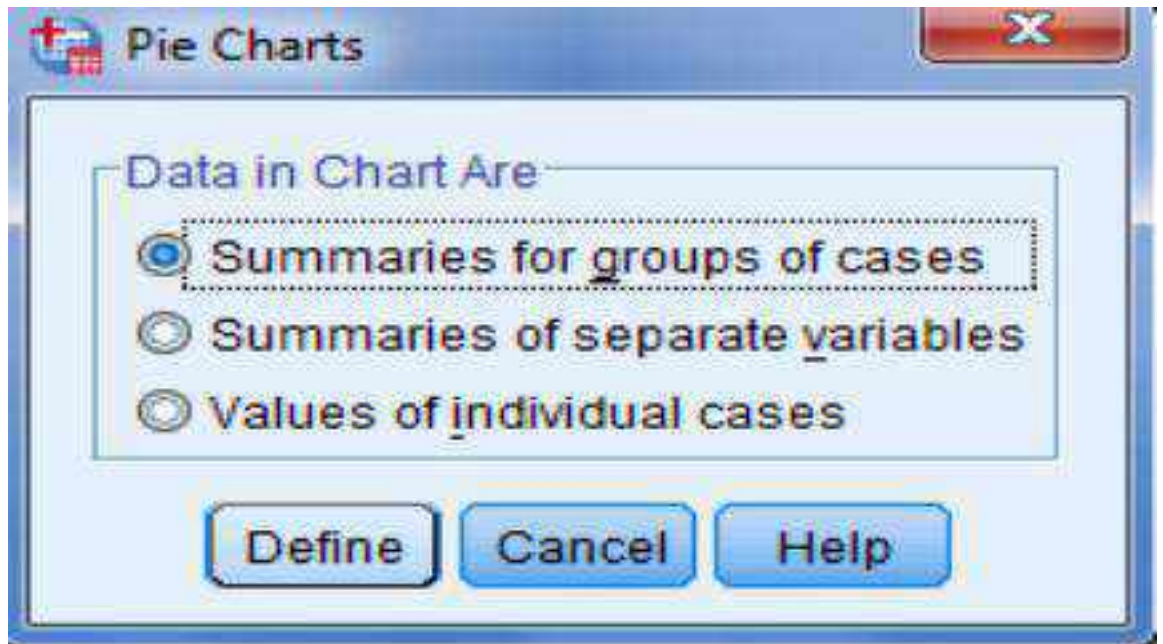 Pie Charts
Data in Chart Are
Summaries for groups of cases
Summaries of separate variables
Values of individual cases
Define Cancel Help